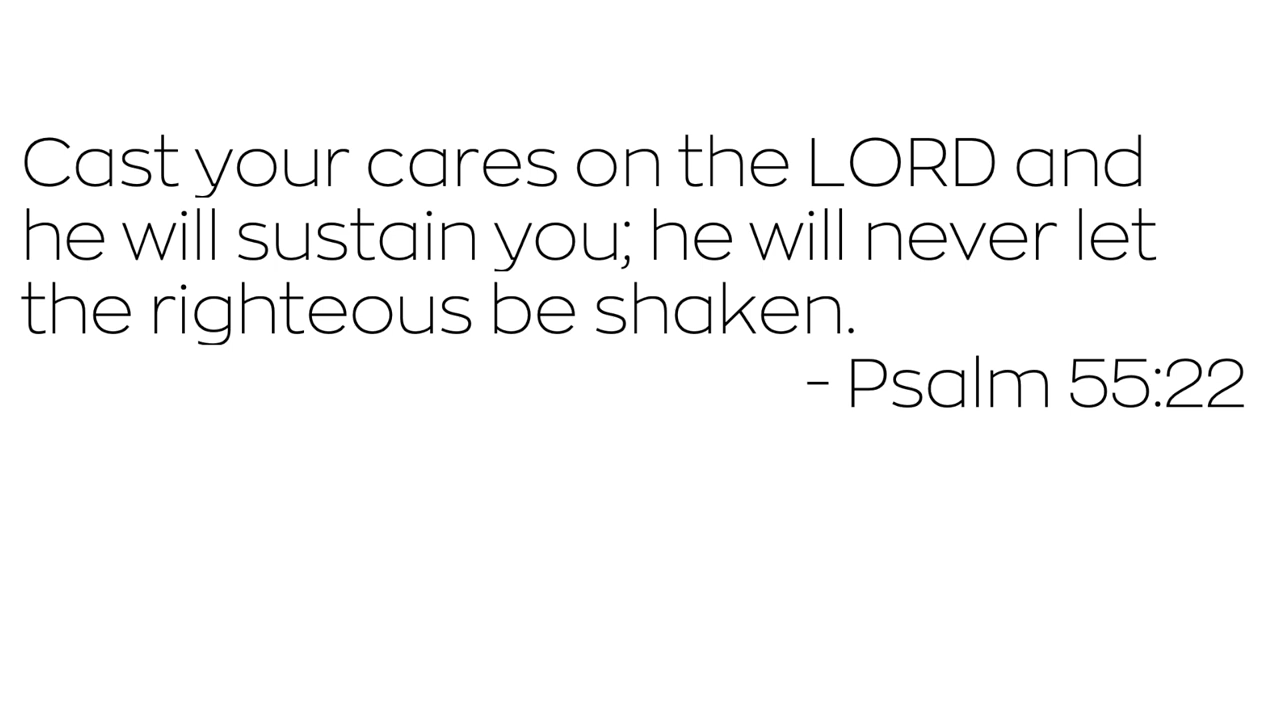 Cast your cares on the LORD and
he will sustain you; he will never let
the righteous be shaken.
- Psalm 55:22